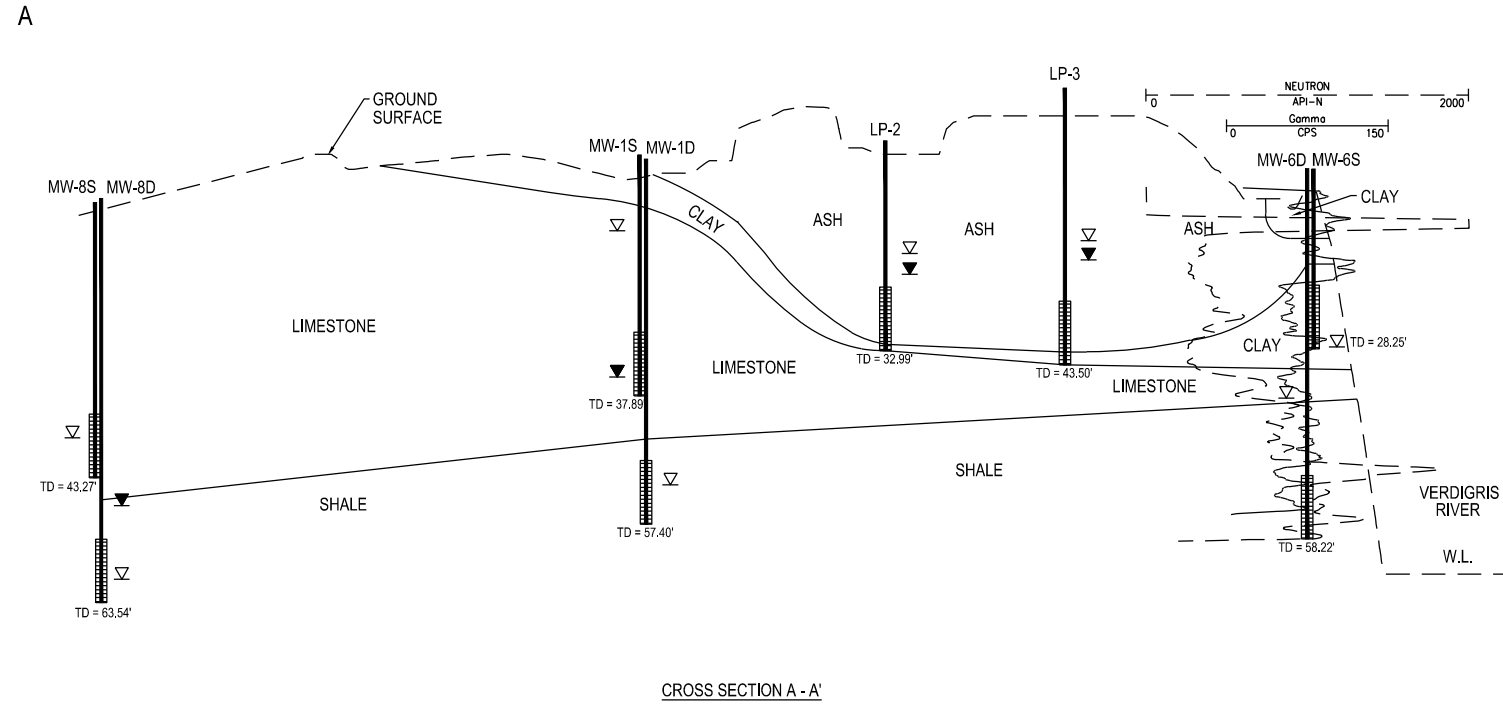 A
LP-3
NEUTRON
0 API-N 2000
Gamma
0 CPS 150
GROUND
SURFACE
LP-2
MW-1S MW-1D
MW-6D MW-6S
MW-8S MW-8D
CLAY
CLAY
ASH
ASH
ASH
LIMESTONE
CLAY
TD = 28.25'
TD = 32.99'
LIMESTONE
TD = 43.50'
LIMESTONE
TD = 37.89
SHALE
TD = 43.27'
SHALE
VERDIGRIS
RIVER
TD = 57.40'
TD = 58.22'
W.L.
TD = 63.54'
CROSS SECTION A - A'